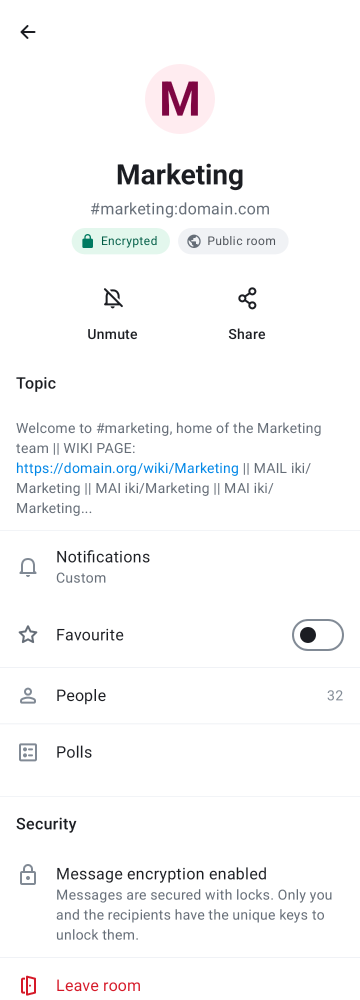 M
Marketing
#marketing:domain.com
Encrypted
Public room
Unmute
Share
Topic
Welcome to #marketing, home of the Marketing
team || WIKI PAGE:
https://domain.org/wiki/Marketing || MAIL iki/
Marketing || MAI iki/Marketing || MAI iki/
Marketing...
Notifications
Custom
Favourite
People 32
Polls
Security
Message encryption enabled
Messages are secured with locks. Only you
and the recipients have the unique keys to
unlock them.
Leave room